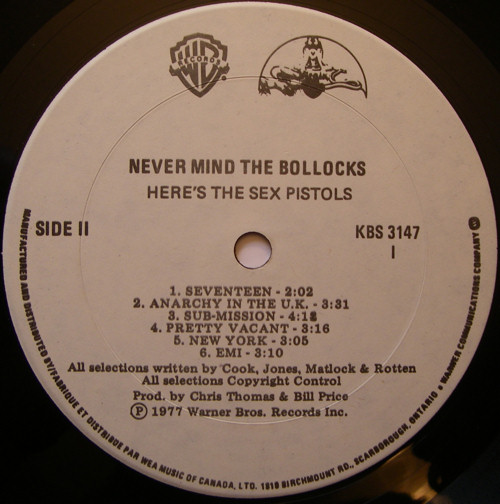 WB RECORDS
NEVER MIND THE BOLLOCKS
HERE'S THE SEX PISTOLS
SIDE II
KBS 3147
I
1. SEVENTEEN - 2:02
2. ANARCHY IN THE U.K. - 3:31
3. SUB-MISSION - 4:12
4. PRETTY VACANT - 3:16
5. NEW YORK - 3:05
6. EMI - 3:10
All selections written by Cook, Jones, Matlock & Rotten
All selections Copyright Control
Prod. by Chris Thomas & Bill Price
Ⓟ 1977 Warner Bros. Records Inc.
MANUFACTURED AND DISTRIBUTED BY/FABRIQUÉ ET DISTRIBUÉ PAR WEA MUSIC OF CANADA, LTD. 1810 BIRCHMOUNT RD., SCARBOROUGH, ONTARIO • WARNER COMMUNICATIONS COMPANY